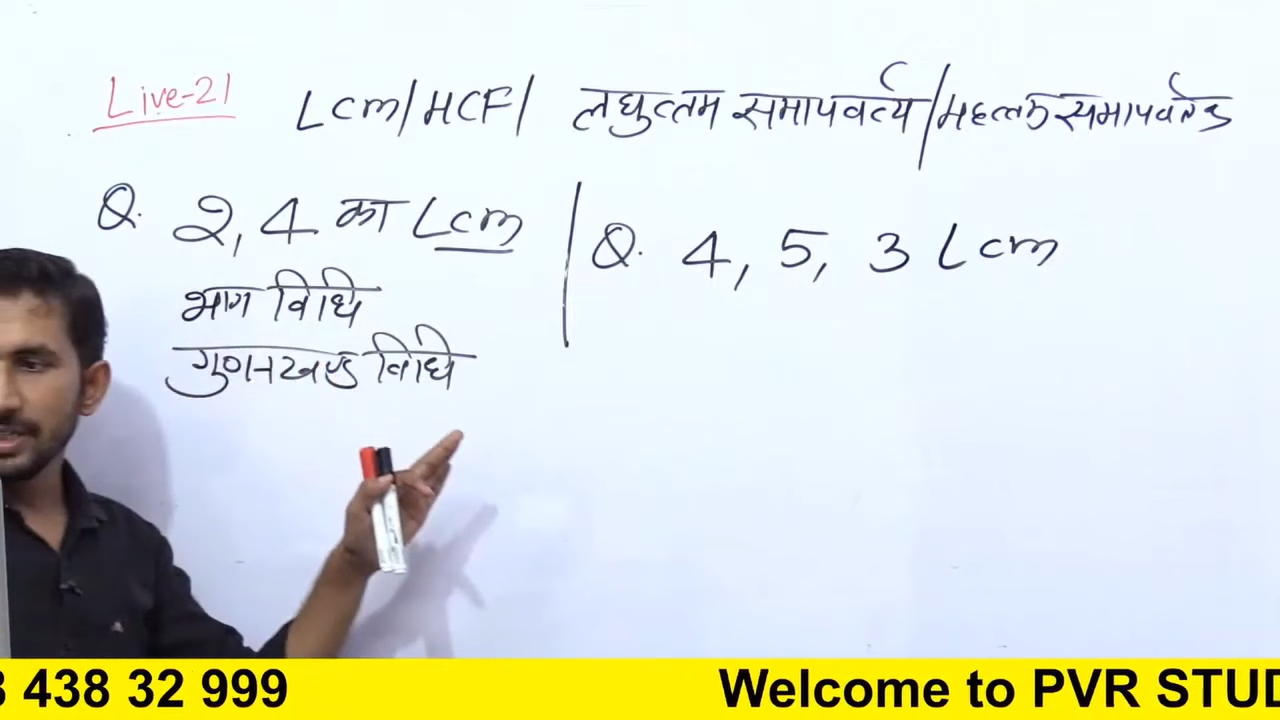 Live-21
Lcm/HCF/ लघुत्तम समापवर्त्य/महत्तम समापवर्तक
Q. 2, 4 का Lcm
भाग विधि
गुणनखण्ड विधि
Q. 4, 5, 3 Lcm
3 438 32 999 Welcome to PVR STUD